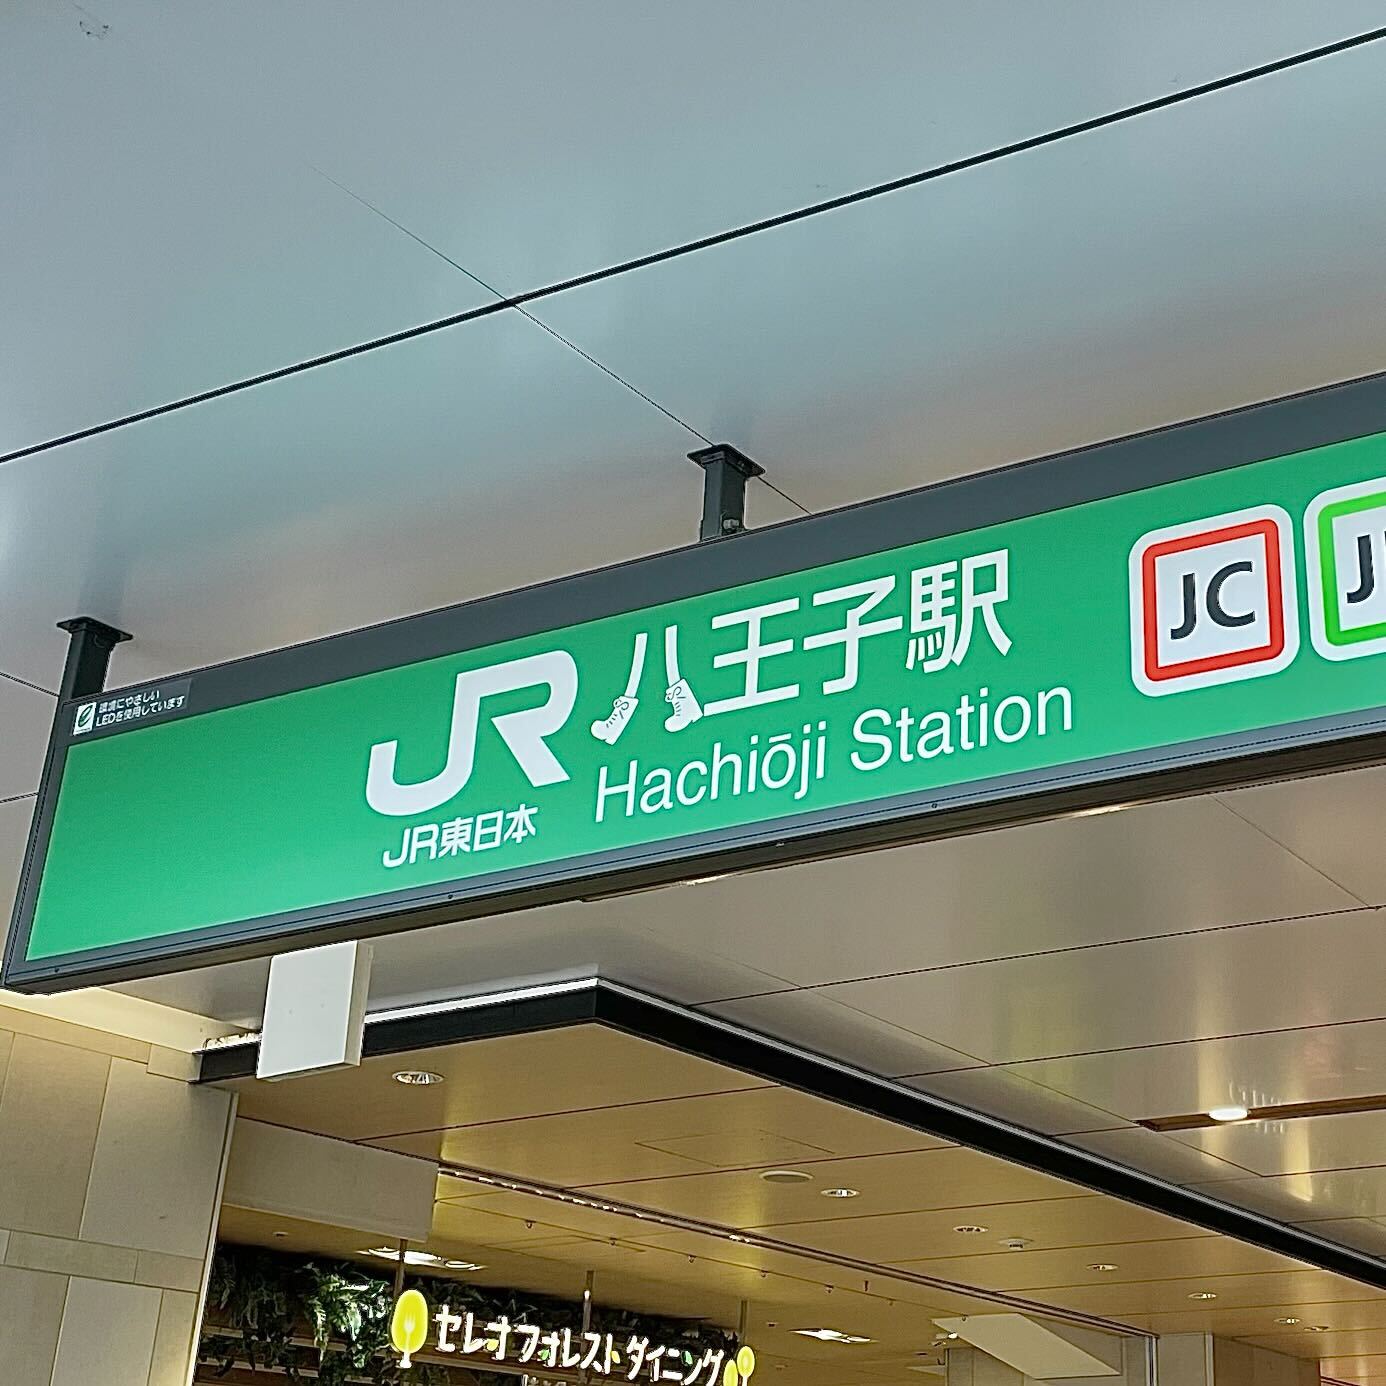 環境にやさしい
LEDを使用しています
JR
JR東日本
八王子駅
Hachiōji Station
JC
セレオフォレストダイニング